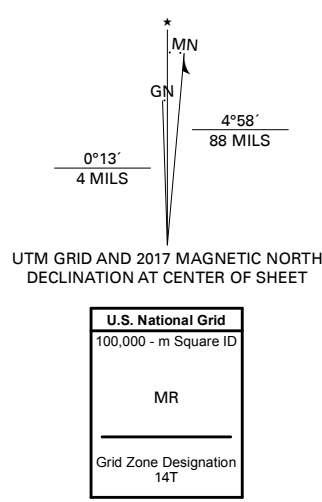 ★
MN
GN
4°58´
88 MILS
0°13´
4 MILS
UTM GRID AND 2017 MAGNETIC NORTH
DECLINATION AT CENTER OF SHEET
U.S. National Grid
100,000 - m Square ID
MR
Grid Zone Designation
14T